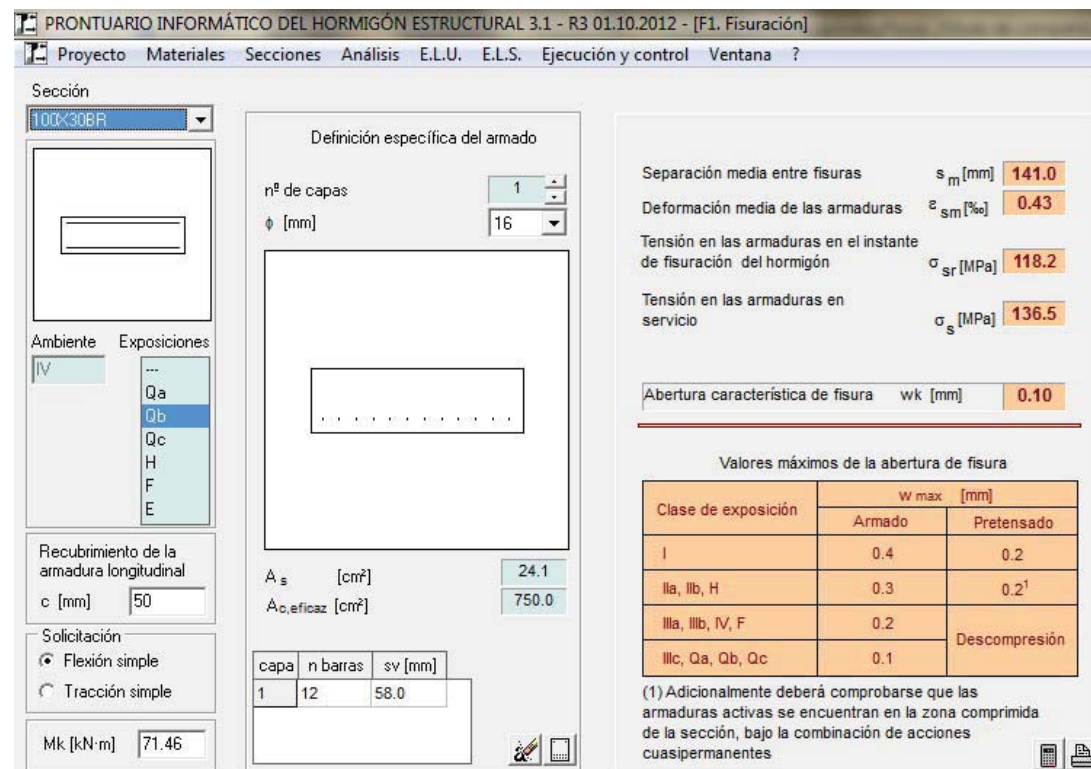 PRONTUARIO INFORMÁTICO DEL HORMIGÓN ESTRUCTURAL 3.1 - R3 01.10.2012 - [F1. Fisuración]
Proyecto Materiales Secciones Análisis E.L.U. E.L.S. Ejecución y control Ventana ?
Sección
100X30BR
Ambiente Exposiciones
IV
---
Qa
Qb
Qc
H
F
E
Recubrimiento de la
armadura longitudinal
c [mm] 50
Solicitación
Flexión simple
Tracción simple
Mk [kN·m] 71.46
Definición específica del armado
nº de capas 1
ϕ [mm] 16
A s [cm²] 24.1
A c,eficaz [cm²] 750.0
capa n barras sv [mm]
1 12 58.0
Separación media entre fisuras s m [mm] 141.0
Deformación media de las armaduras ε sm [‰] 0.43
Tensión en las armaduras en el instante
de fisuración del hormigón σ sr [MPa] 118.2
Tensión en las armaduras en
servicio σ s [MPa] 136.5
Abertura característica de fisura wk [mm] 0.10
Valores máximos de la abertura de fisura
Clase de exposición w max [mm]
Armado Pretensado
I 0.4 0.2
IIa, IIb, H 0.3 0.2¹
IIIa, IIIb, IV, F 0.2 Descompresión
IIIc, Qa, Qb, Qc 0.1
(1) Adicionalmente deberá comprobarse que las
armaduras activas se encuentran en la zona comprimida
de la sección, bajo la combinación de acciones
cuasipermanentes